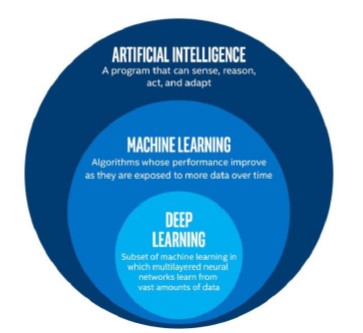 ARTIFICIAL INTELLIGENCE
A program that can sense, reason,
act, and adapt
MACHINE LEARNING
Algorithms whose performance improve
as they are exposed to more data over time
DEEP
LEARNING
Subset of machine learning in
which multilayered neural
networks learn from
vast amounts of data